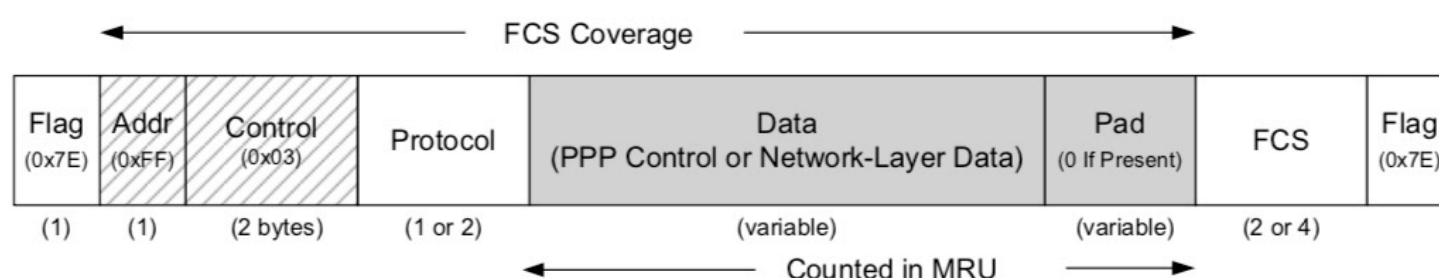 FCS Coverage
Flag Addr Control Protocol Data Pad FCS Flag
(0x7E) (0xFF) (0x03) (PPP Control or Network-Layer Data) (0 If Present) (0x7E)
(1) (1) (2 bytes) (1 or 2) (variable) (variable) (2 or 4)
Counted in MRU